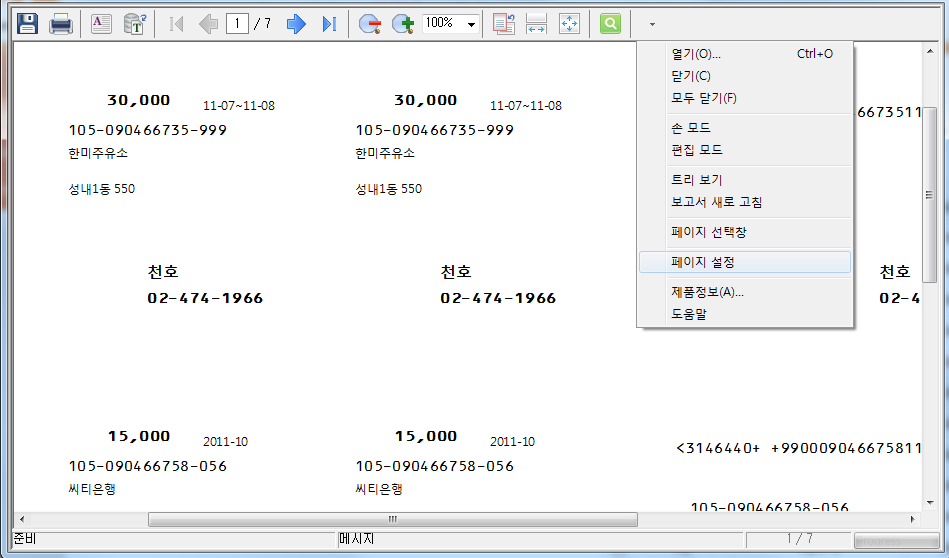 1 / 7 100%
열기(O)... Ctrl+O
닫기(C)
모두 닫기(F)
손 모드
편집 모드
트리 보기
보고서 새로 고침
페이지 선택창
페이지 설정
제품정보(A)...
도움말
30,000 11-07~11-08 30,000 11-07~11-08
105-090466735-999 105-090466735-999 6673511
한미주유소 한미주유소
성내1동 550 성내1동 550
천호 천호 천호
02-474-1966 02-474-1966 02-4
15,000 2011-10 15,000 2011-10
<3146440+ +990009046675811
105-090466758-056 105-090466758-056
씨티은행 씨티은행
105-090466758-056
준비 메시지 1 / 7